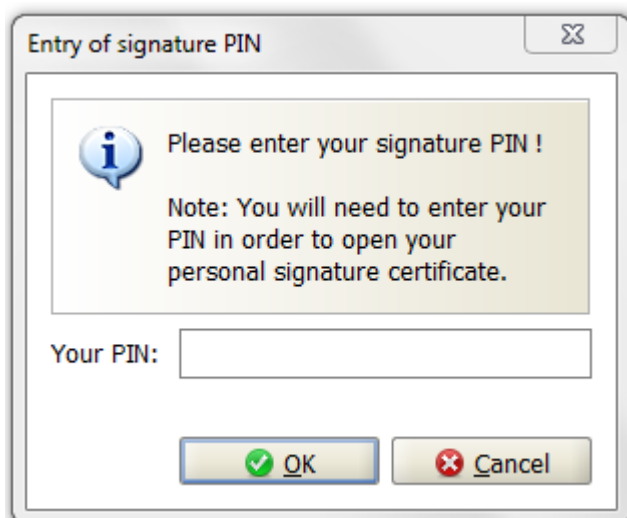 Entry of signature PIN
Please enter your signature PIN !
Note: You will need to enter your
PIN in order to open your
personal signature certificate.
Your PIN:
OK
Cancel